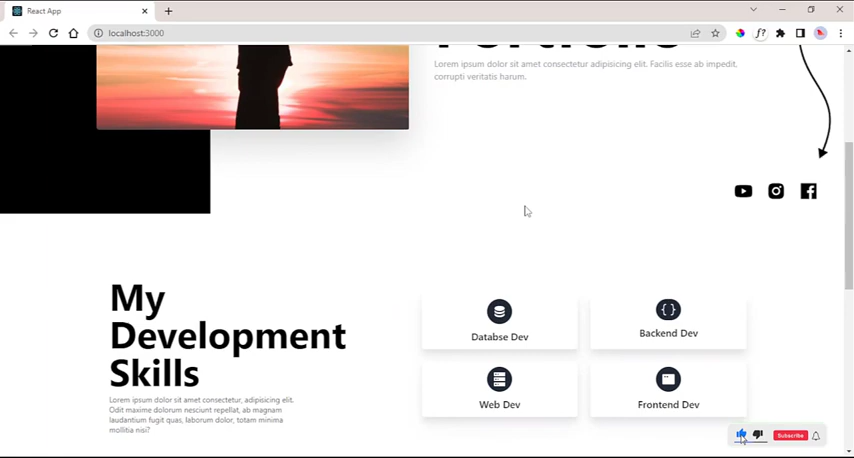 React App
localhost:3000
f?
Lorem ipsum dolor sit amet consectetur adipisicing elit. Facilis esse ab impedit,
corrupti veritatis harum.
My
Development
Skills
Lorem ipsum dolor sit amet consectetur, adipisicing elit.
Odit maxime dolorum nesciunt repellat, ab magnam
laudantium fugit quas, laborum dolor, totam minima
mollitia nisi?
Databse Dev
Backend Dev
Web Dev
Frontend Dev
Subscribe